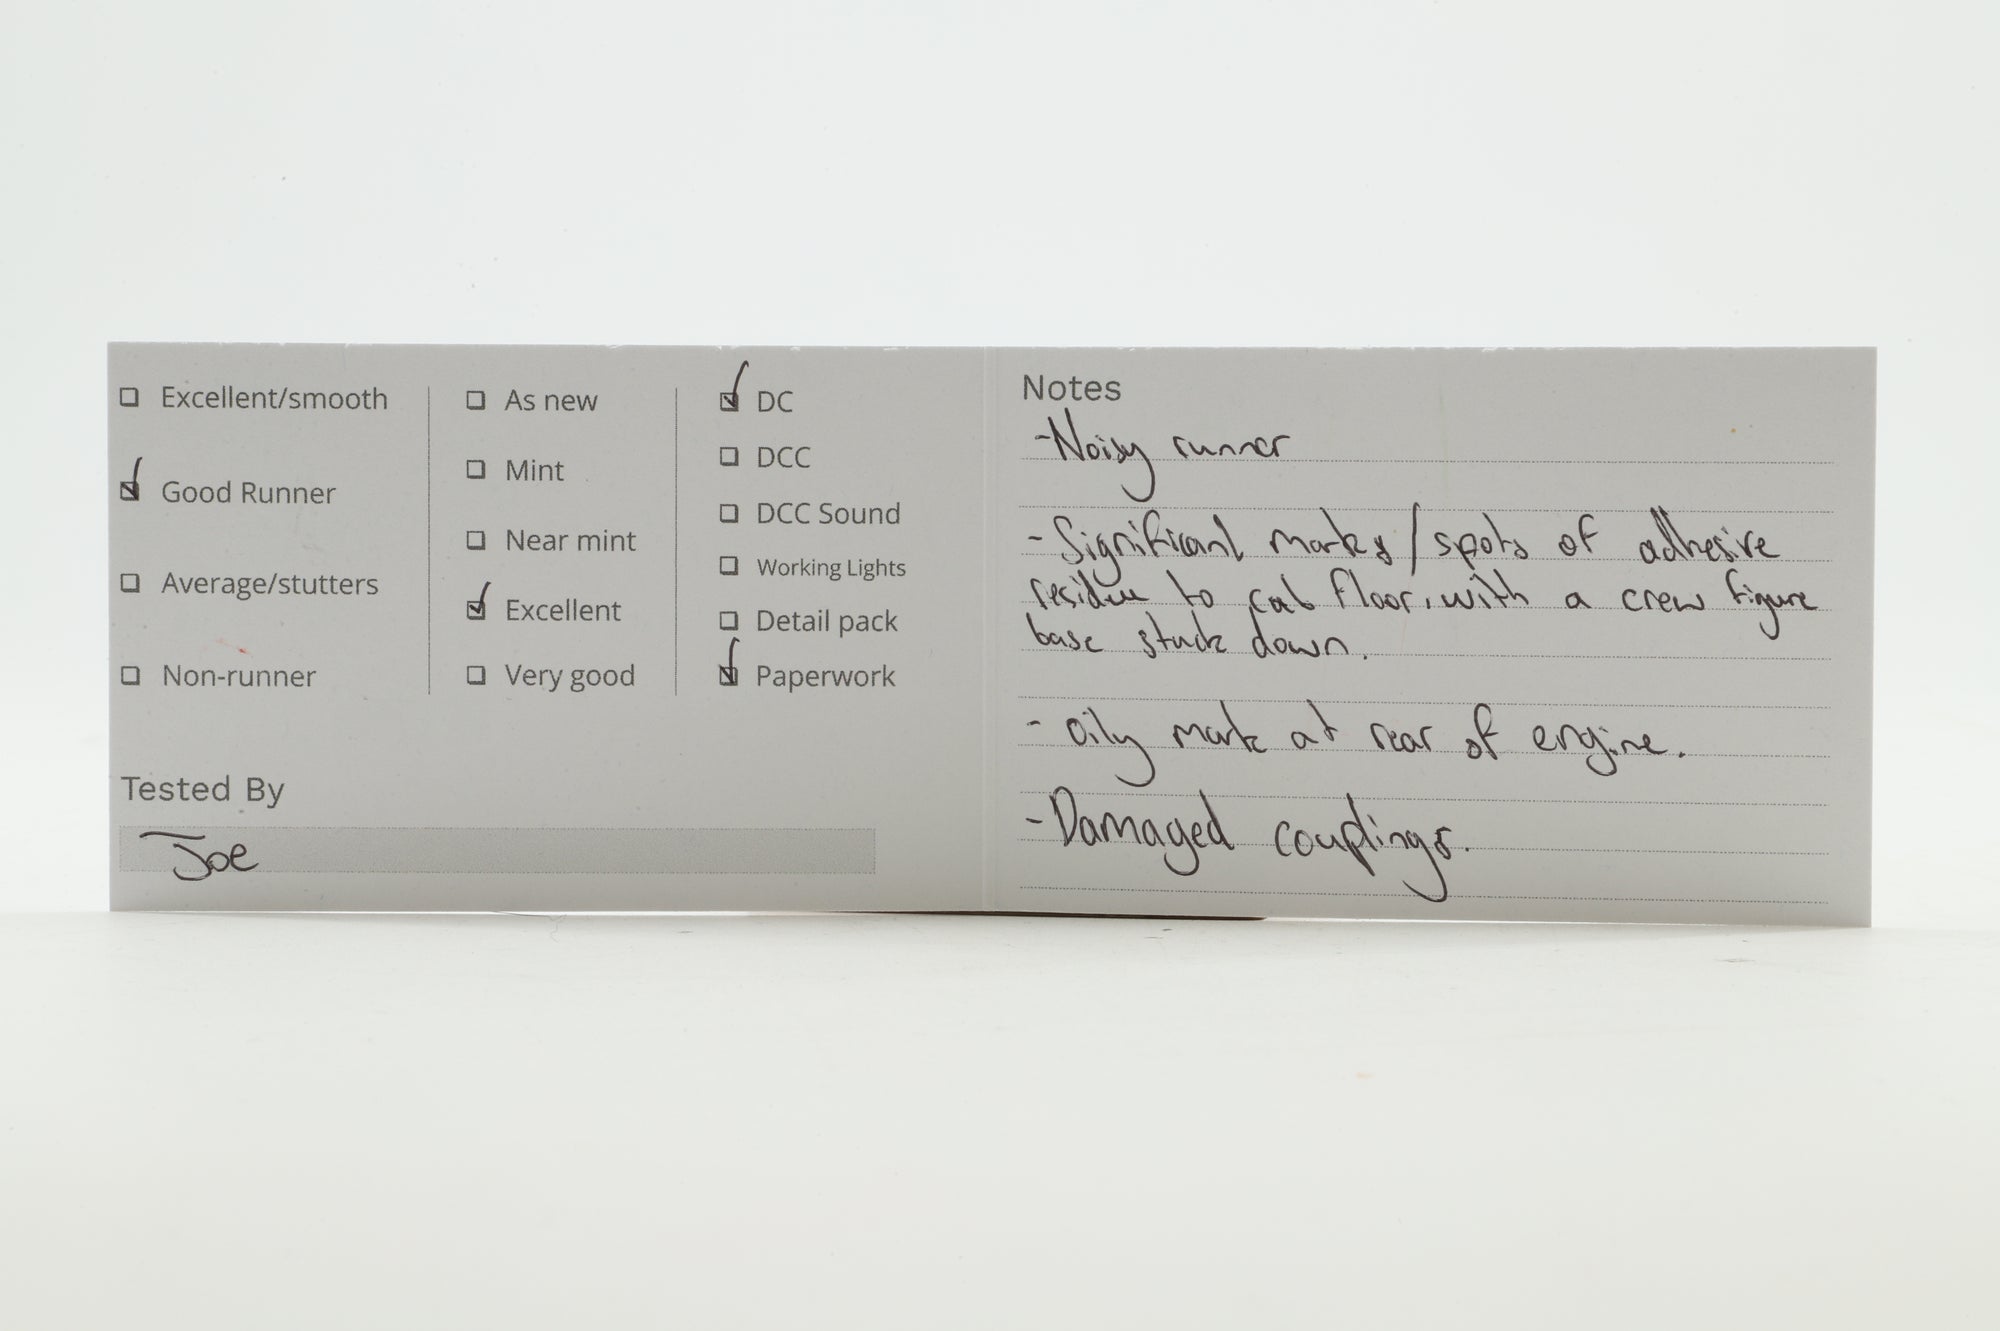 Excellent/smooth
Good Runner
Average/stutters
Non-runner
As new
Mint
Near mint
Excellent
Very good
DC
DCC
DCC Sound
Working Lights
Detail pack
Paperwork
Tested By
Joe
Notes
-Noisy runner
-Significant marks/spots of adhesive
residue to cab floor, with a crew figure
base stuck down.
- oily mark at rear of engine.
-Damaged couplings.